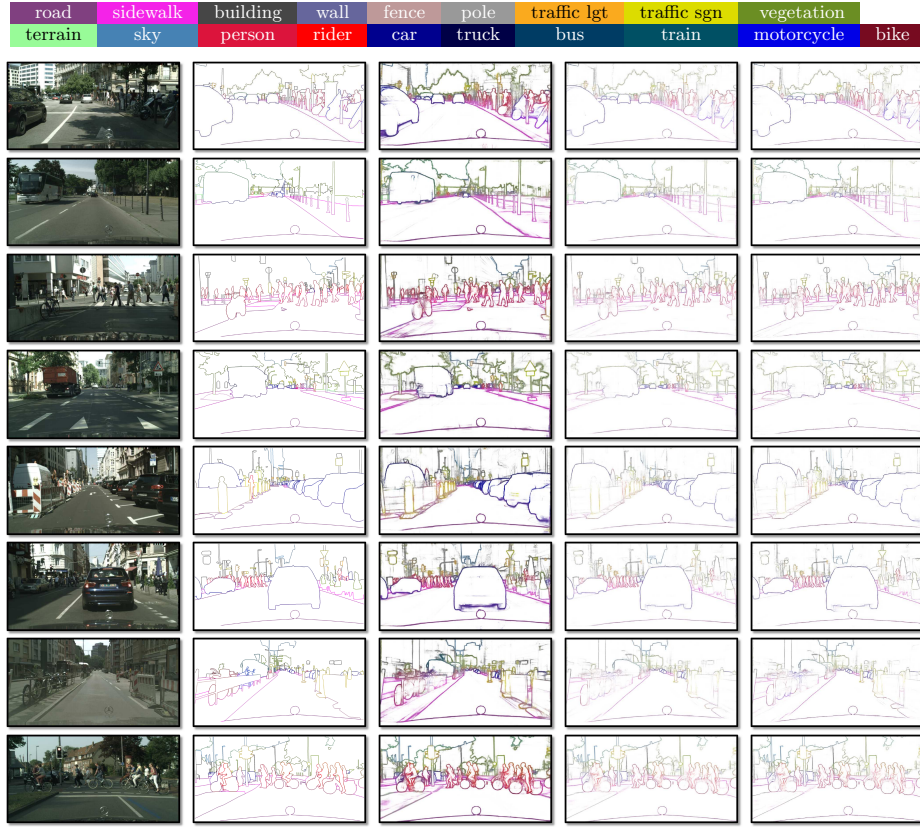 road sidewalk building wall fence pole traffic lgt traffic sgn vegetation
terrain sky person rider car truck bus train motorcycle bike